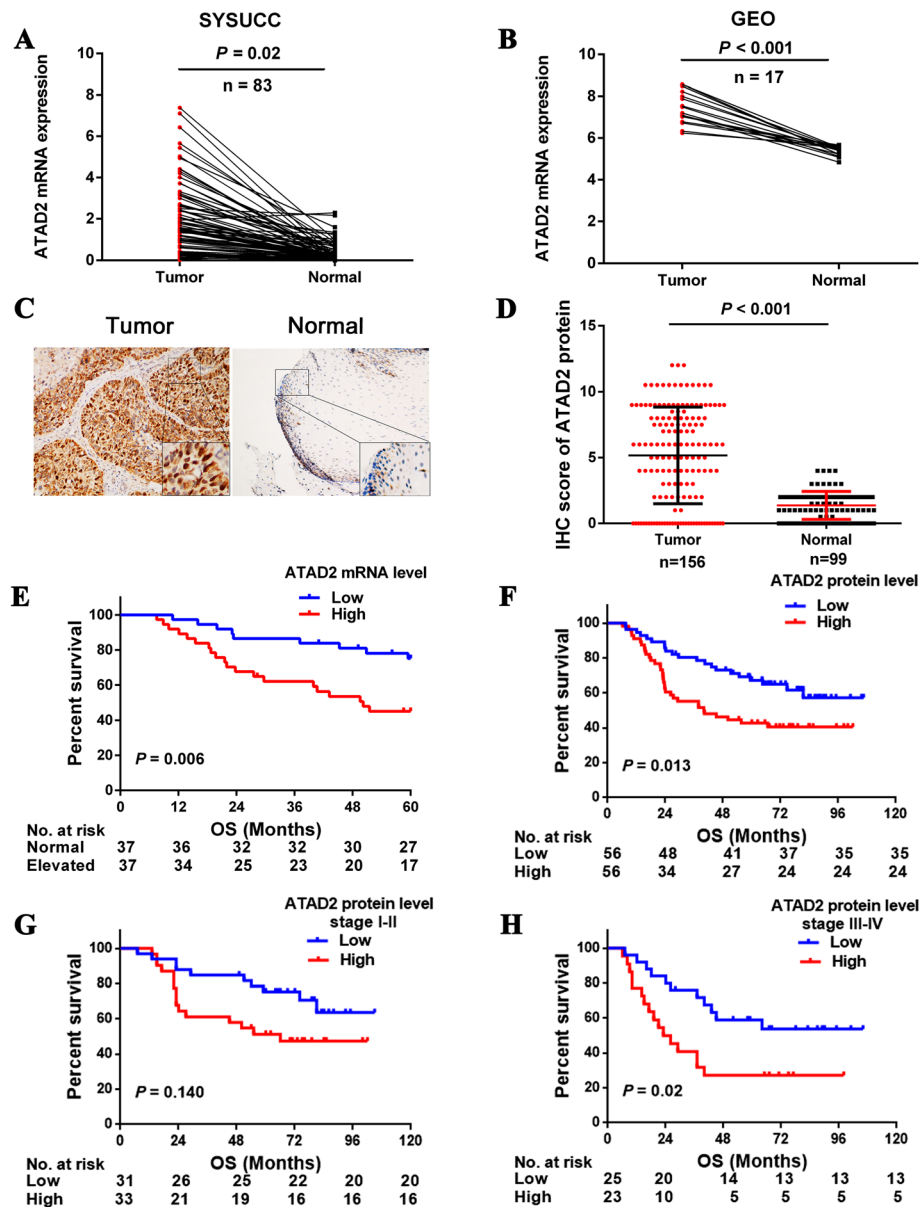 A
SYSUCC
P = 0.02
n = 83
ATAD2 mRNA expression
10
8
6
4
2
0
Tumor Normal
B
GEO
P < 0.001
n = 17
ATAD2 mRNA expression
10
8
6
4
2
0
Tumor Normal
C
Tumor Normal
D
P < 0.001
IHC score of ATAD2 protein
15
10
5
0
Tumor Normal
n=156 n=99
E
ATAD2 mRNA level
Low
High
Percent survival
100
80
60
40
20
0
P = 0.006
0 12 24 36 48 60
OS (Months)
No. at risk
Normal 37 36 32 32 30 27
Elevated 37 34 25 23 20 17
F
ATAD2 protein level
Low
High
Percent survival
100
80
60
40
20
0
P = 0.013
0 24 48 72 96 120
OS (Months)
No. at risk
Low 56 48 41 37 35 35
High 56 34 27 24 24 24
G
ATAD2 protein level
stage I-II
Low
High
Percent survival
100
80
60
40
20
0
P = 0.140
0 24 48 72 96 120
OS (Months)
No. at risk
Low 31 26 25 22 20 20
High 33 21 19 16 16 16
H
ATAD2 protein level
stage III-IV
Low
High
Percent survival
100
80
60
40
20
0
P = 0.02
0 24 48 72 96 120
OS (Months)
No. at risk
Low 25 20 14 13 13 13
High 23 10 5 5 5 5